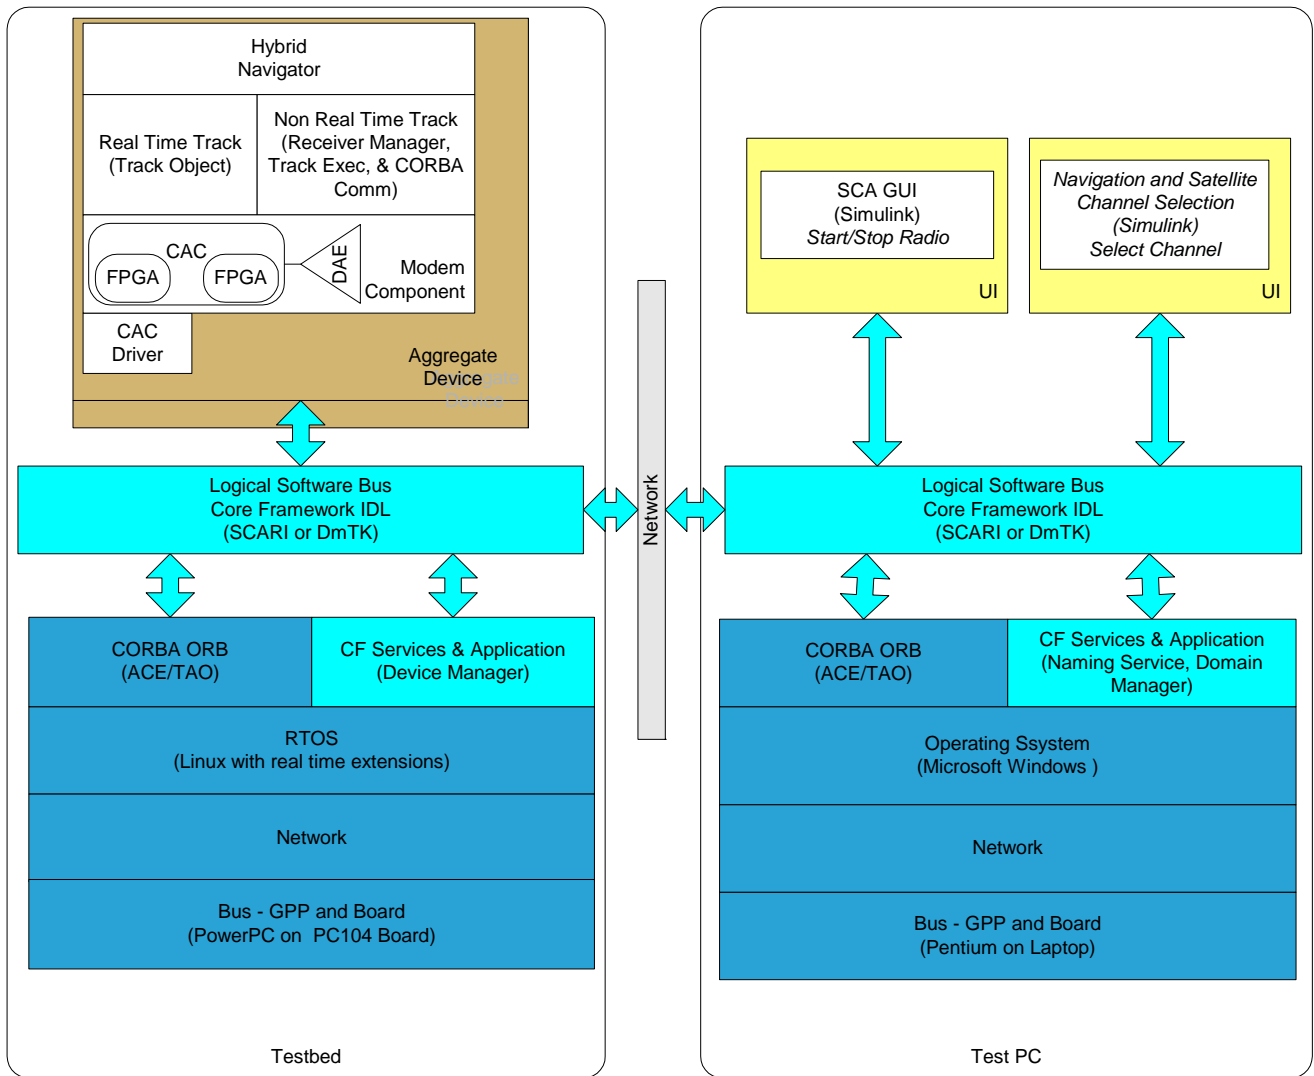 Hybrid
Navigator
Real Time Track
(Track Object)
Non Real Time Track
(Receiver Manager,
Track Exec, & CORBA
Comm)
CAC
FPGA
FPGA
DAE
Modem
Component
CAC
Driver
Aggregate
Device
Aggregate
Device
Logical Software Bus
Core Framework IDL
(SCARI or DmTK)
CORBA ORB
(ACE/TAO)
CF Services & Application
(Device Manager)
RTOS
(Linux with real time extensions)
Network
Bus - GPP and Board
(PowerPC on PC104 Board)
Testbed
Network
SCA GUI
(Simulink)
Start/Stop Radio
UI
Navigation and Satellite
Channel Selection
(Simulink)
Select Channel
UI
Logical Software Bus
Core Framework IDL
(SCARI or DmTK)
CORBA ORB
(ACE/TAO)
CF Services & Application
(Naming Service, Domain
Manager)
Operating Ssystem
(Microsoft Windows )
Network
Bus - GPP and Board
(Pentium on Laptop)
Test PC